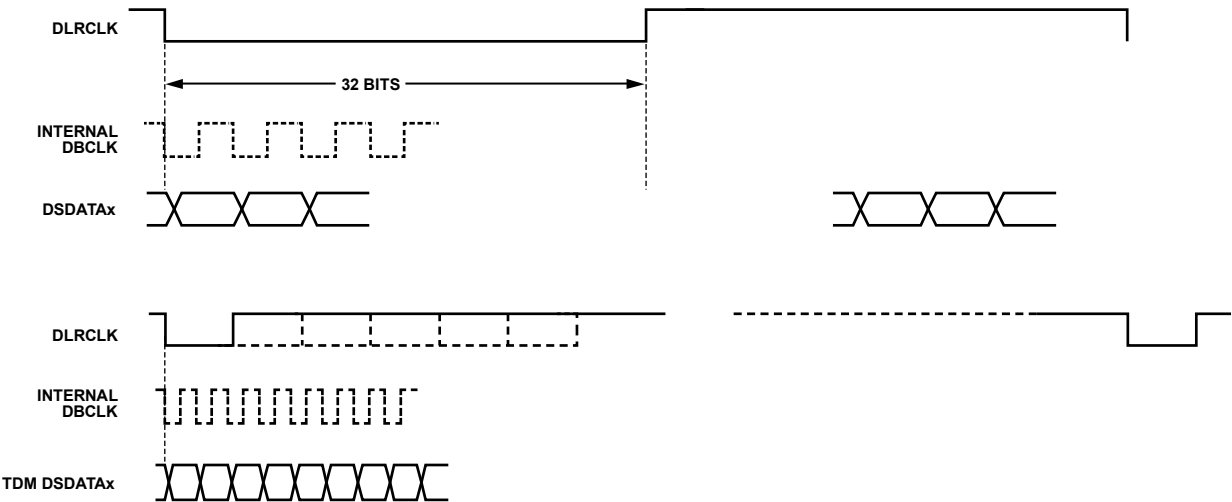 DLRCLK
32 BITS
INTERNAL
DBCLK
DSDATAx
DLRCLK
INTERNAL
DBCLK
TDM DSDATAx